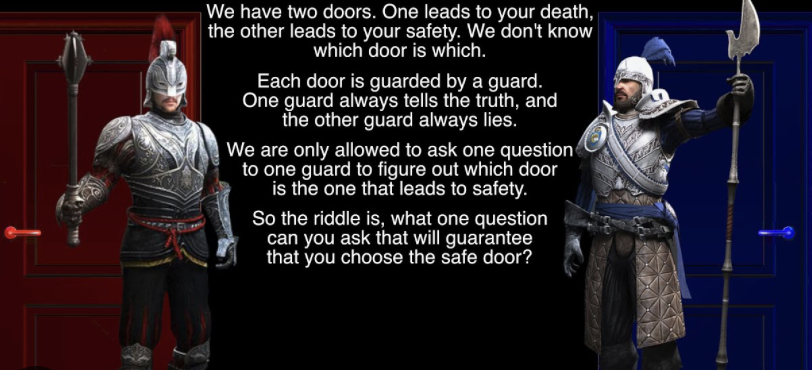 We have two doors. One leads to your death,
the other leads to your safety. We don't know
which door is which.
Each door is guarded by a guard.
One guard always tells the truth, and
the other guard always lies.
We are only allowed to ask one question
to one guard to figure out which door
is the one that leads to safety.
So the riddle is, what one question
can you ask that will guarantee
that you choose the safe door?